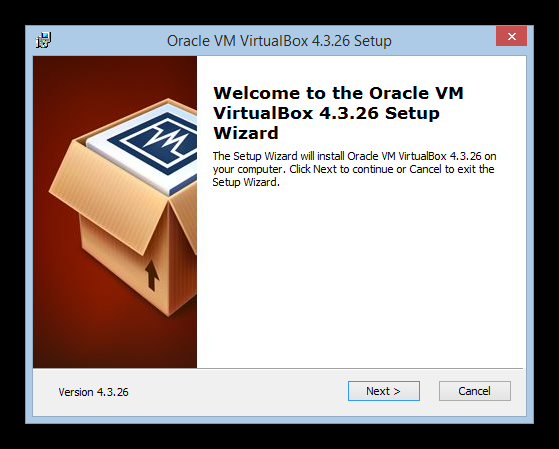 Oracle VM VirtualBox 4.3.26 Setup
Welcome to the Oracle VM
VirtualBox 4.3.26 Setup
Wizard
The Setup Wizard will install Oracle VM VirtualBox 4.3.26 on
your computer. Click Next to continue or Cancel to exit the
Setup Wizard.
Version 4.3.26
Next >
Cancel